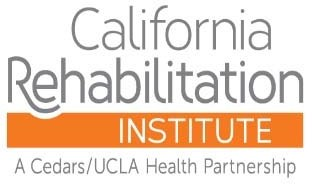 California
Rehabilitation
INSTITUTE
A Cedars/UCLA Health Partnership